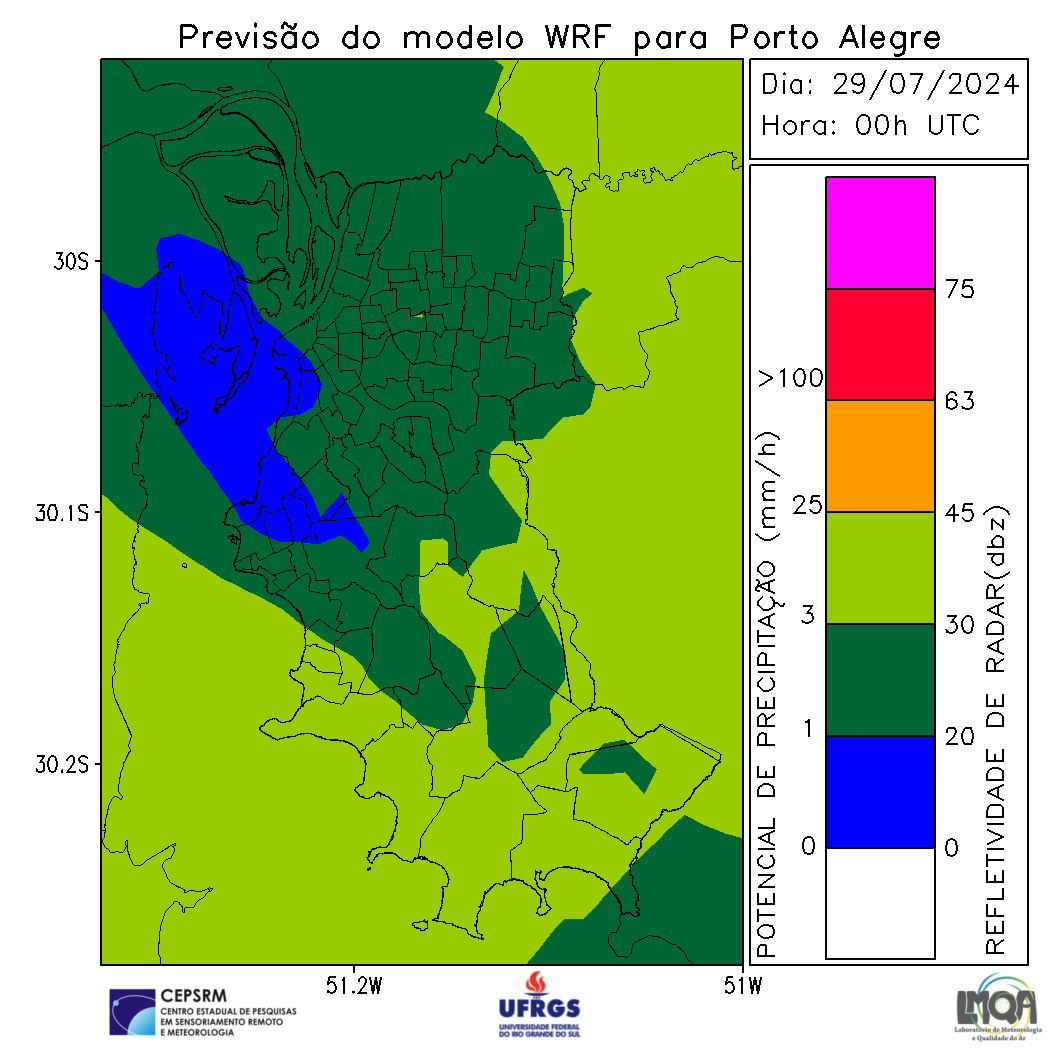 Previsão do modelo WRF para Porto Alegre
Dia: 29/07/2024
Hora: 00h UTC
30S
30.1S
30.2S
51.2W
51W
POTENCIAL DE PRECIPITAÇÃO (mm/h)
>100
25
3
1
0
75
63
45
30
20
0
REFLETIVIDADE DE RADAR(dbz)
CEPSRM
CENTRO ESTADUAL DE PESQUISAS
EM SENSORIAMENTO REMOTO
E METEOROLOGIA
UFRGS
UNIVERSIDADE FEDERAL
DO RIO GRANDE DO SUL
LMQA
Laboratório de Meteorologia
e Qualidade do Ar